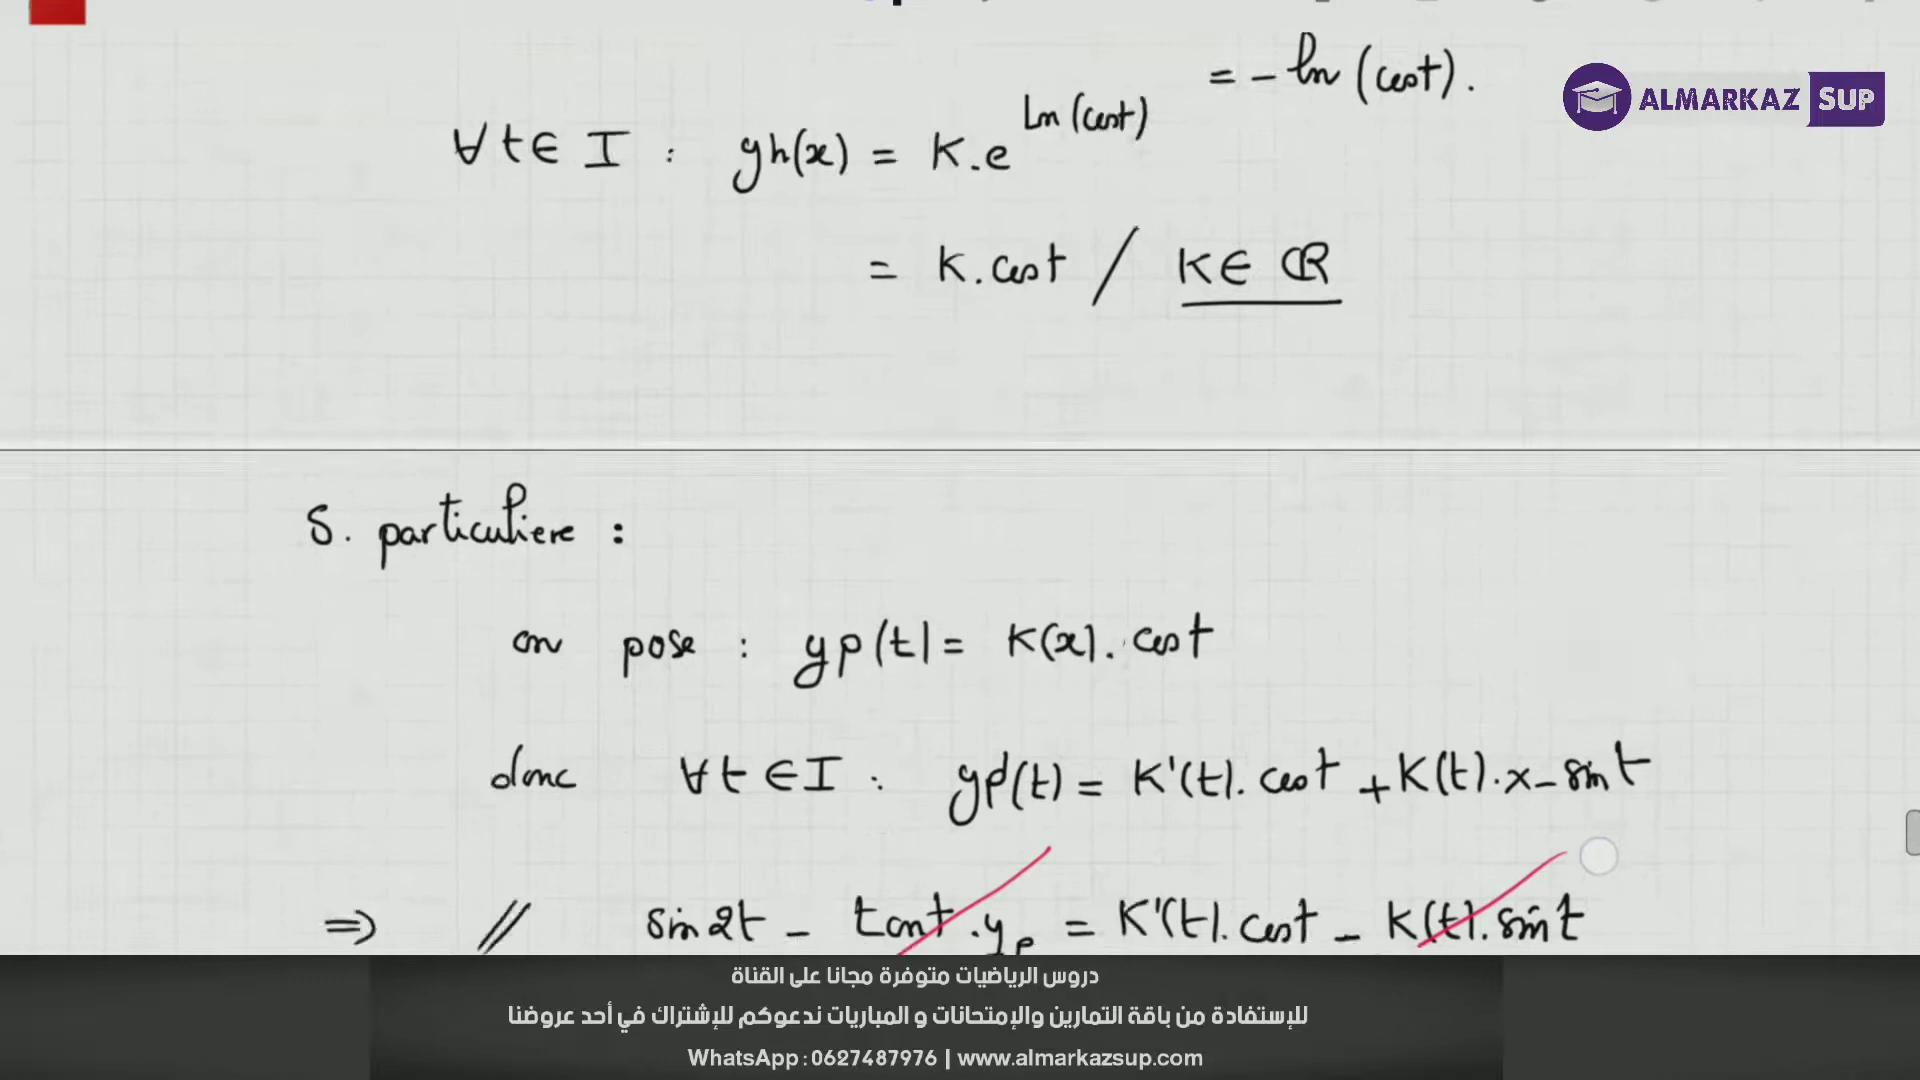 = - ln (cost).
ALMARKAZ SUP
∀t ∈ I : yh(x) = K.e^ln(cost)
= K.cost / K ∈ ℝ
S. particuliere :
on pose : yp(t) = K(x). cost
donc ∀t ∈ I : yp'(t) = K'(t). cost + K(t).x - sint
⇒ // sin2t - tant.yp = K'(t). cost - K(t).sint
دروس الرياضيات متوفرة مجانا على القناة
للإستفادة من باقة التمارين والإمتحانات و المباريات ندعوكم للإشتراك في أحد عروضنا
WhatsApp : 0627487976 | www.almarkazsup.com